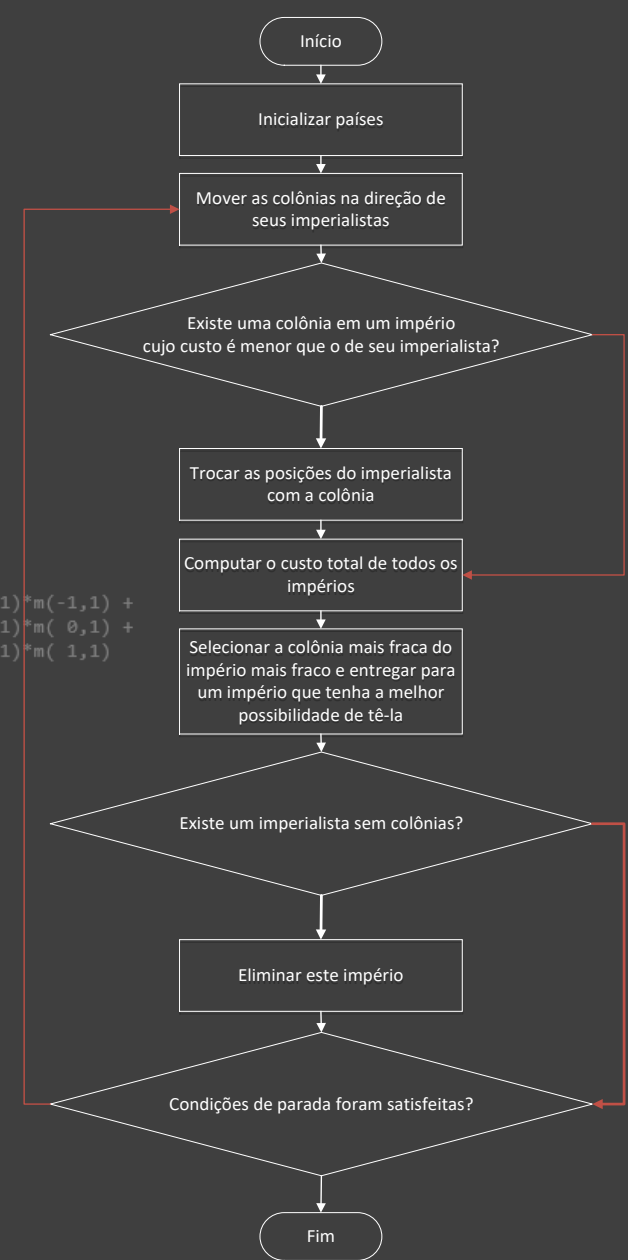 Início
Inicializar países
Mover as colônias na direção de
seus imperialistas
Existe uma colônia em um império
cujo custo é menor que o de seu imperialista?
Trocar as posições do imperialista
com a colônia
Computar o custo total de todos os
impérios
1)*m(-1,1) +
1)*m( 0,1) +
1)*m( 1,1)
Selecionar a colônia mais fraca do
império mais fraco e entregar para
um império que tenha a melhor
possibilidade de tê-la
Existe um imperialista sem colônias?
Eliminar este império
Condições de parada foram satisfeitas?
Fim